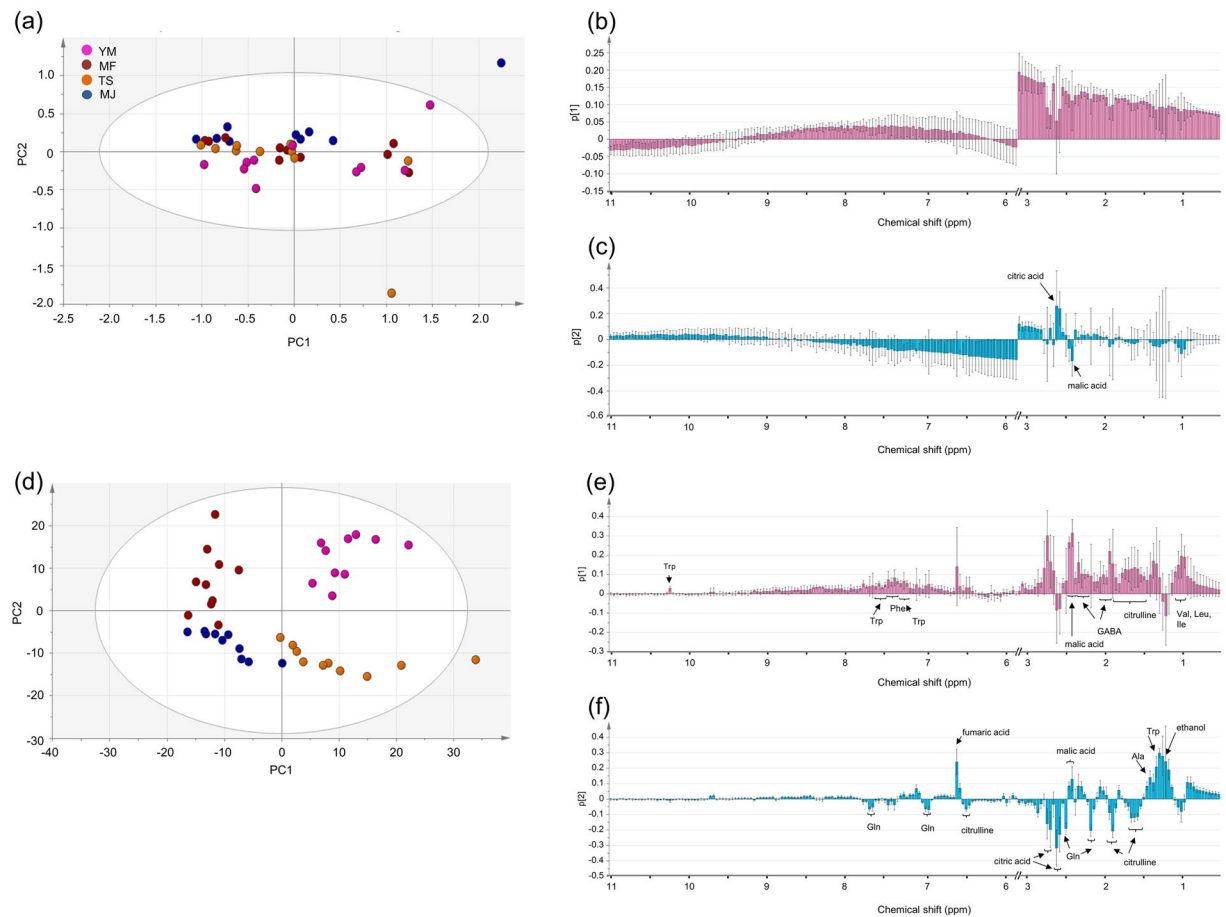 (a)
YM
MF
TS
MJ
PC2
1.0
0.5
0
-0.5
-1.0
-1.5
-2.0
-2.5 -2.0 -1.5 -1.0 -0.5 0 0.5 1.0 1.5 2.0
PC1
(b)
p[1]
0.25
0.20
0.15
0.10
0.05
0
-0.05
-0.10
-0.15
11 10 9 8 7 6 // 3 2 1
Chemical shift (ppm)
(c)
p[2]
0.4
0.2
0
-0.2
-0.4
-0.6
citric acid
malic acid
11 10 9 8 7 6 // 3 2 1
Chemical shift (ppm)
(d)
PC2
20
10
0
-10
-20
-30
-40 -30 -20 -10 0 10 20 30 40
PC1
(e)
p[1]
0.4
0.3
0.2
0.1
0
-0.1
-0.2
-0.3
Trp
Trp
Phe
Trp
malic acid
GABA
citrulline
Val, Leu,
Ile
11 10 9 8 7 6 // 3 2 1
Chemical shift (ppm)
(f)
p[2]
0.4
0.3
0.2
0.1
0
-0.1
-0.2
-0.3
-0.4
-0.5
fumaric acid
malic acid
Ala
Trp
ethanol
Gln
Gln
citrulline
citric acid
Gln
citrulline
11 10 9 8 7 6 // 3 2 1
Chemical shift (ppm)